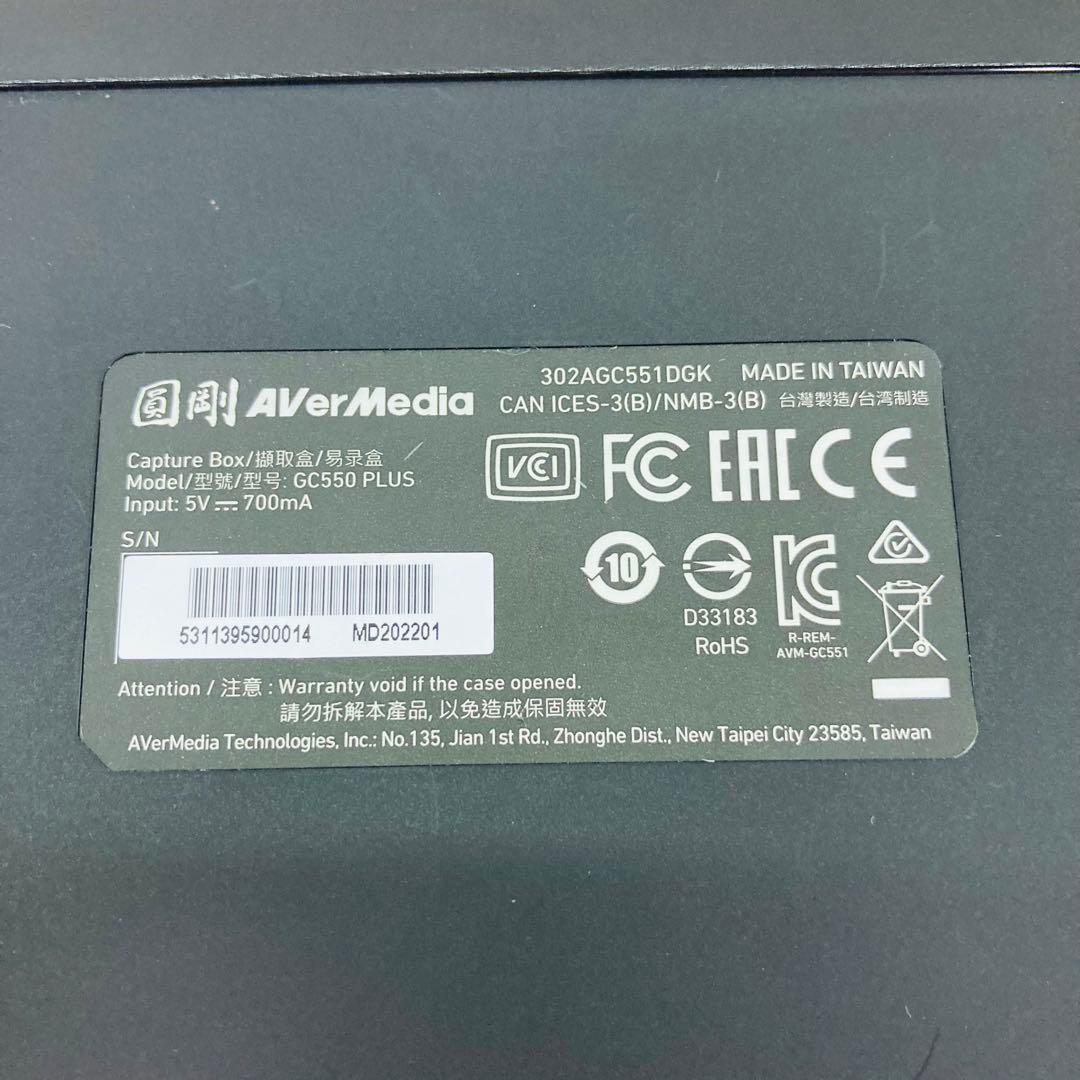 302AGC551DGK MADE IN TAIWAN
圓剛 AVerMedia
CAN ICES-3(B)/NMB-3(B) 台灣製造/台湾制造
Capture Box/擷取盒/易录盒
Model/型號/型号: GC550 PLUS
Input: 5V⎓700mA
VCI FC EAC CE
S/N
10
5311395900014 MD202201
D33183
RoHS
R-REM-
AVM-GC551
Attention / 注意 : Warranty void if the case opened.
請勿拆解本產品, 以免造成保固無效
AVerMedia Technologies, Inc.: No.135, Jian 1st Rd., Zhonghe Dist., New Taipei City 23585, Taiwan